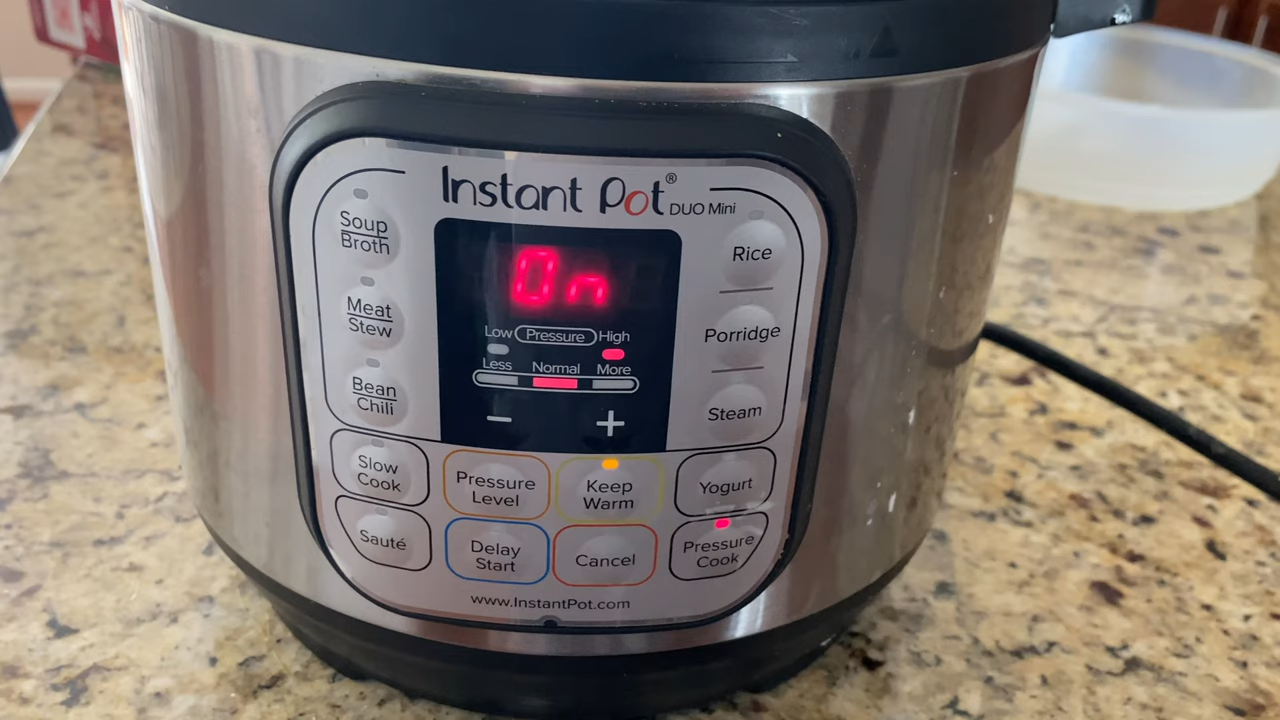 Instant Pot®
DUO Mini
Soup
Broth
Meat
Stew
Bean
Chili
On
Low Pressure High
Less Normal More
− +
Rice
Porridge
Steam
Slow
Cook
Sauté
Pressure
Level
Keep
Warm
Delay
Start
Cancel
Yogurt
Pressure
Cook
www.InstantPot.com